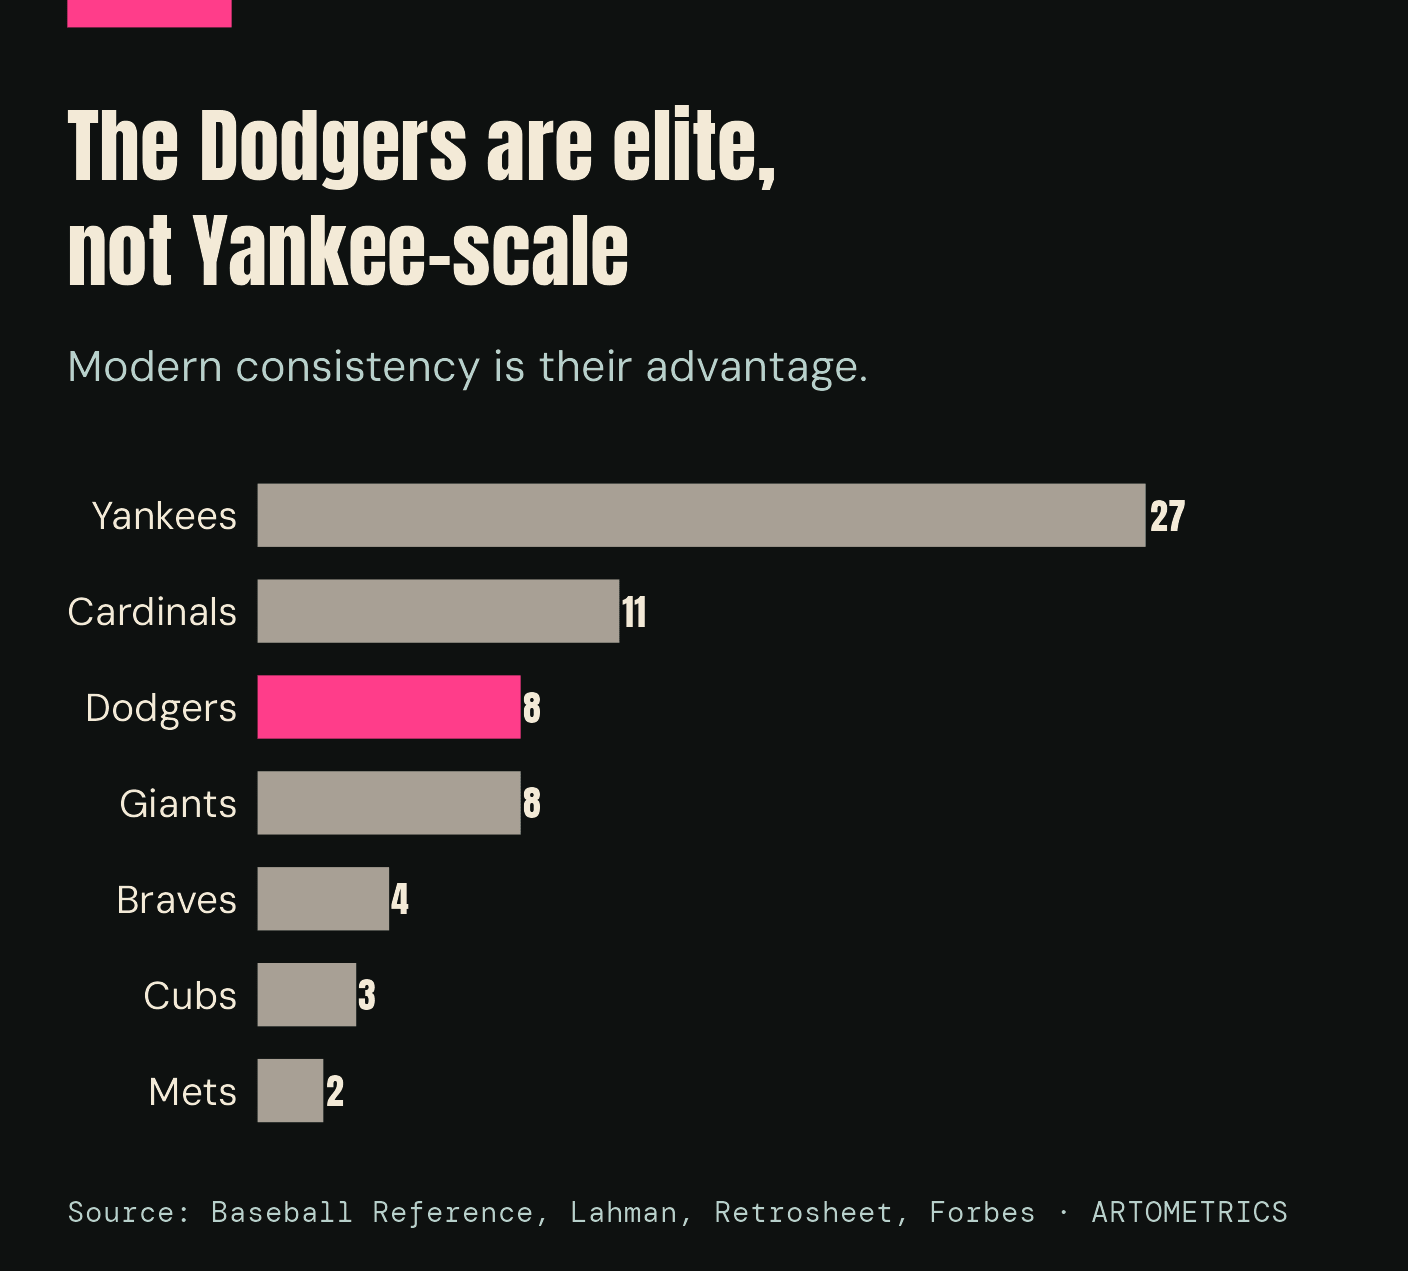 The Dodgers are elite,
not Yankee-scale
Modern consistency is their advantage.
Yankees 27
Cardinals 11
Dodgers 8
Giants 8
Braves 4
Cubs 3
Mets 2
Source: Baseball Reference, Lahman, Retrosheet, Forbes · ARTOMETRICS